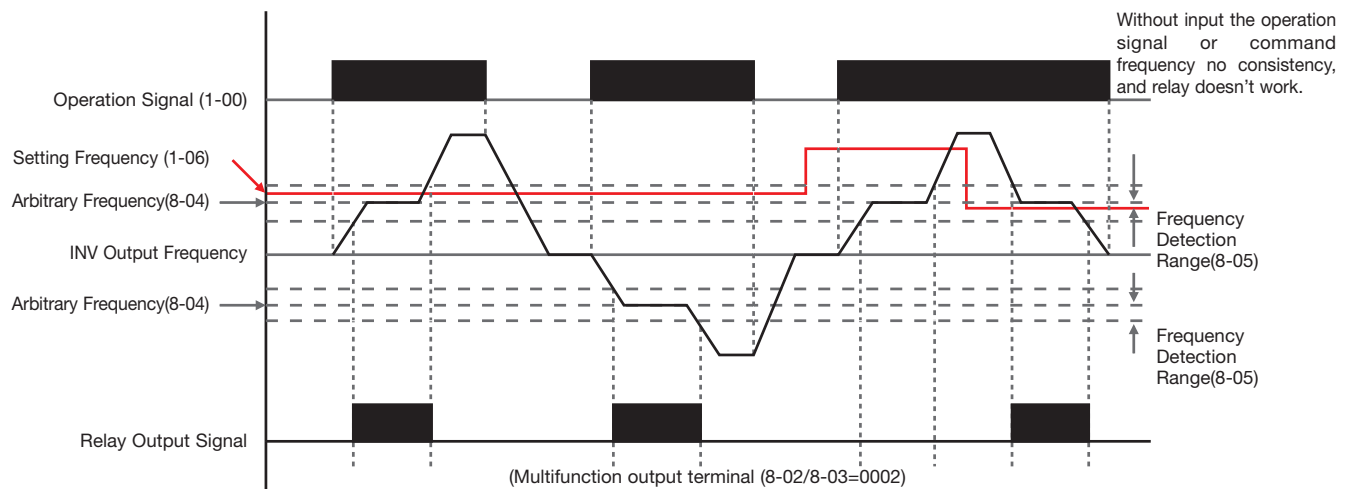 Without input the operation
signal or command
frequency no consistency,
and relay doesn't work.
Operation Signal (1-00)
Setting Frequency (1-06)
Arbitrary Frequency(8-04)
INV Output Frequency
Arbitrary Frequency(8-04)
Frequency
Detection
Range(8-05)
Frequency
Detection
Range(8-05)
Relay Output Signal
(Multifunction output terminal (8-02/8-03=0002)